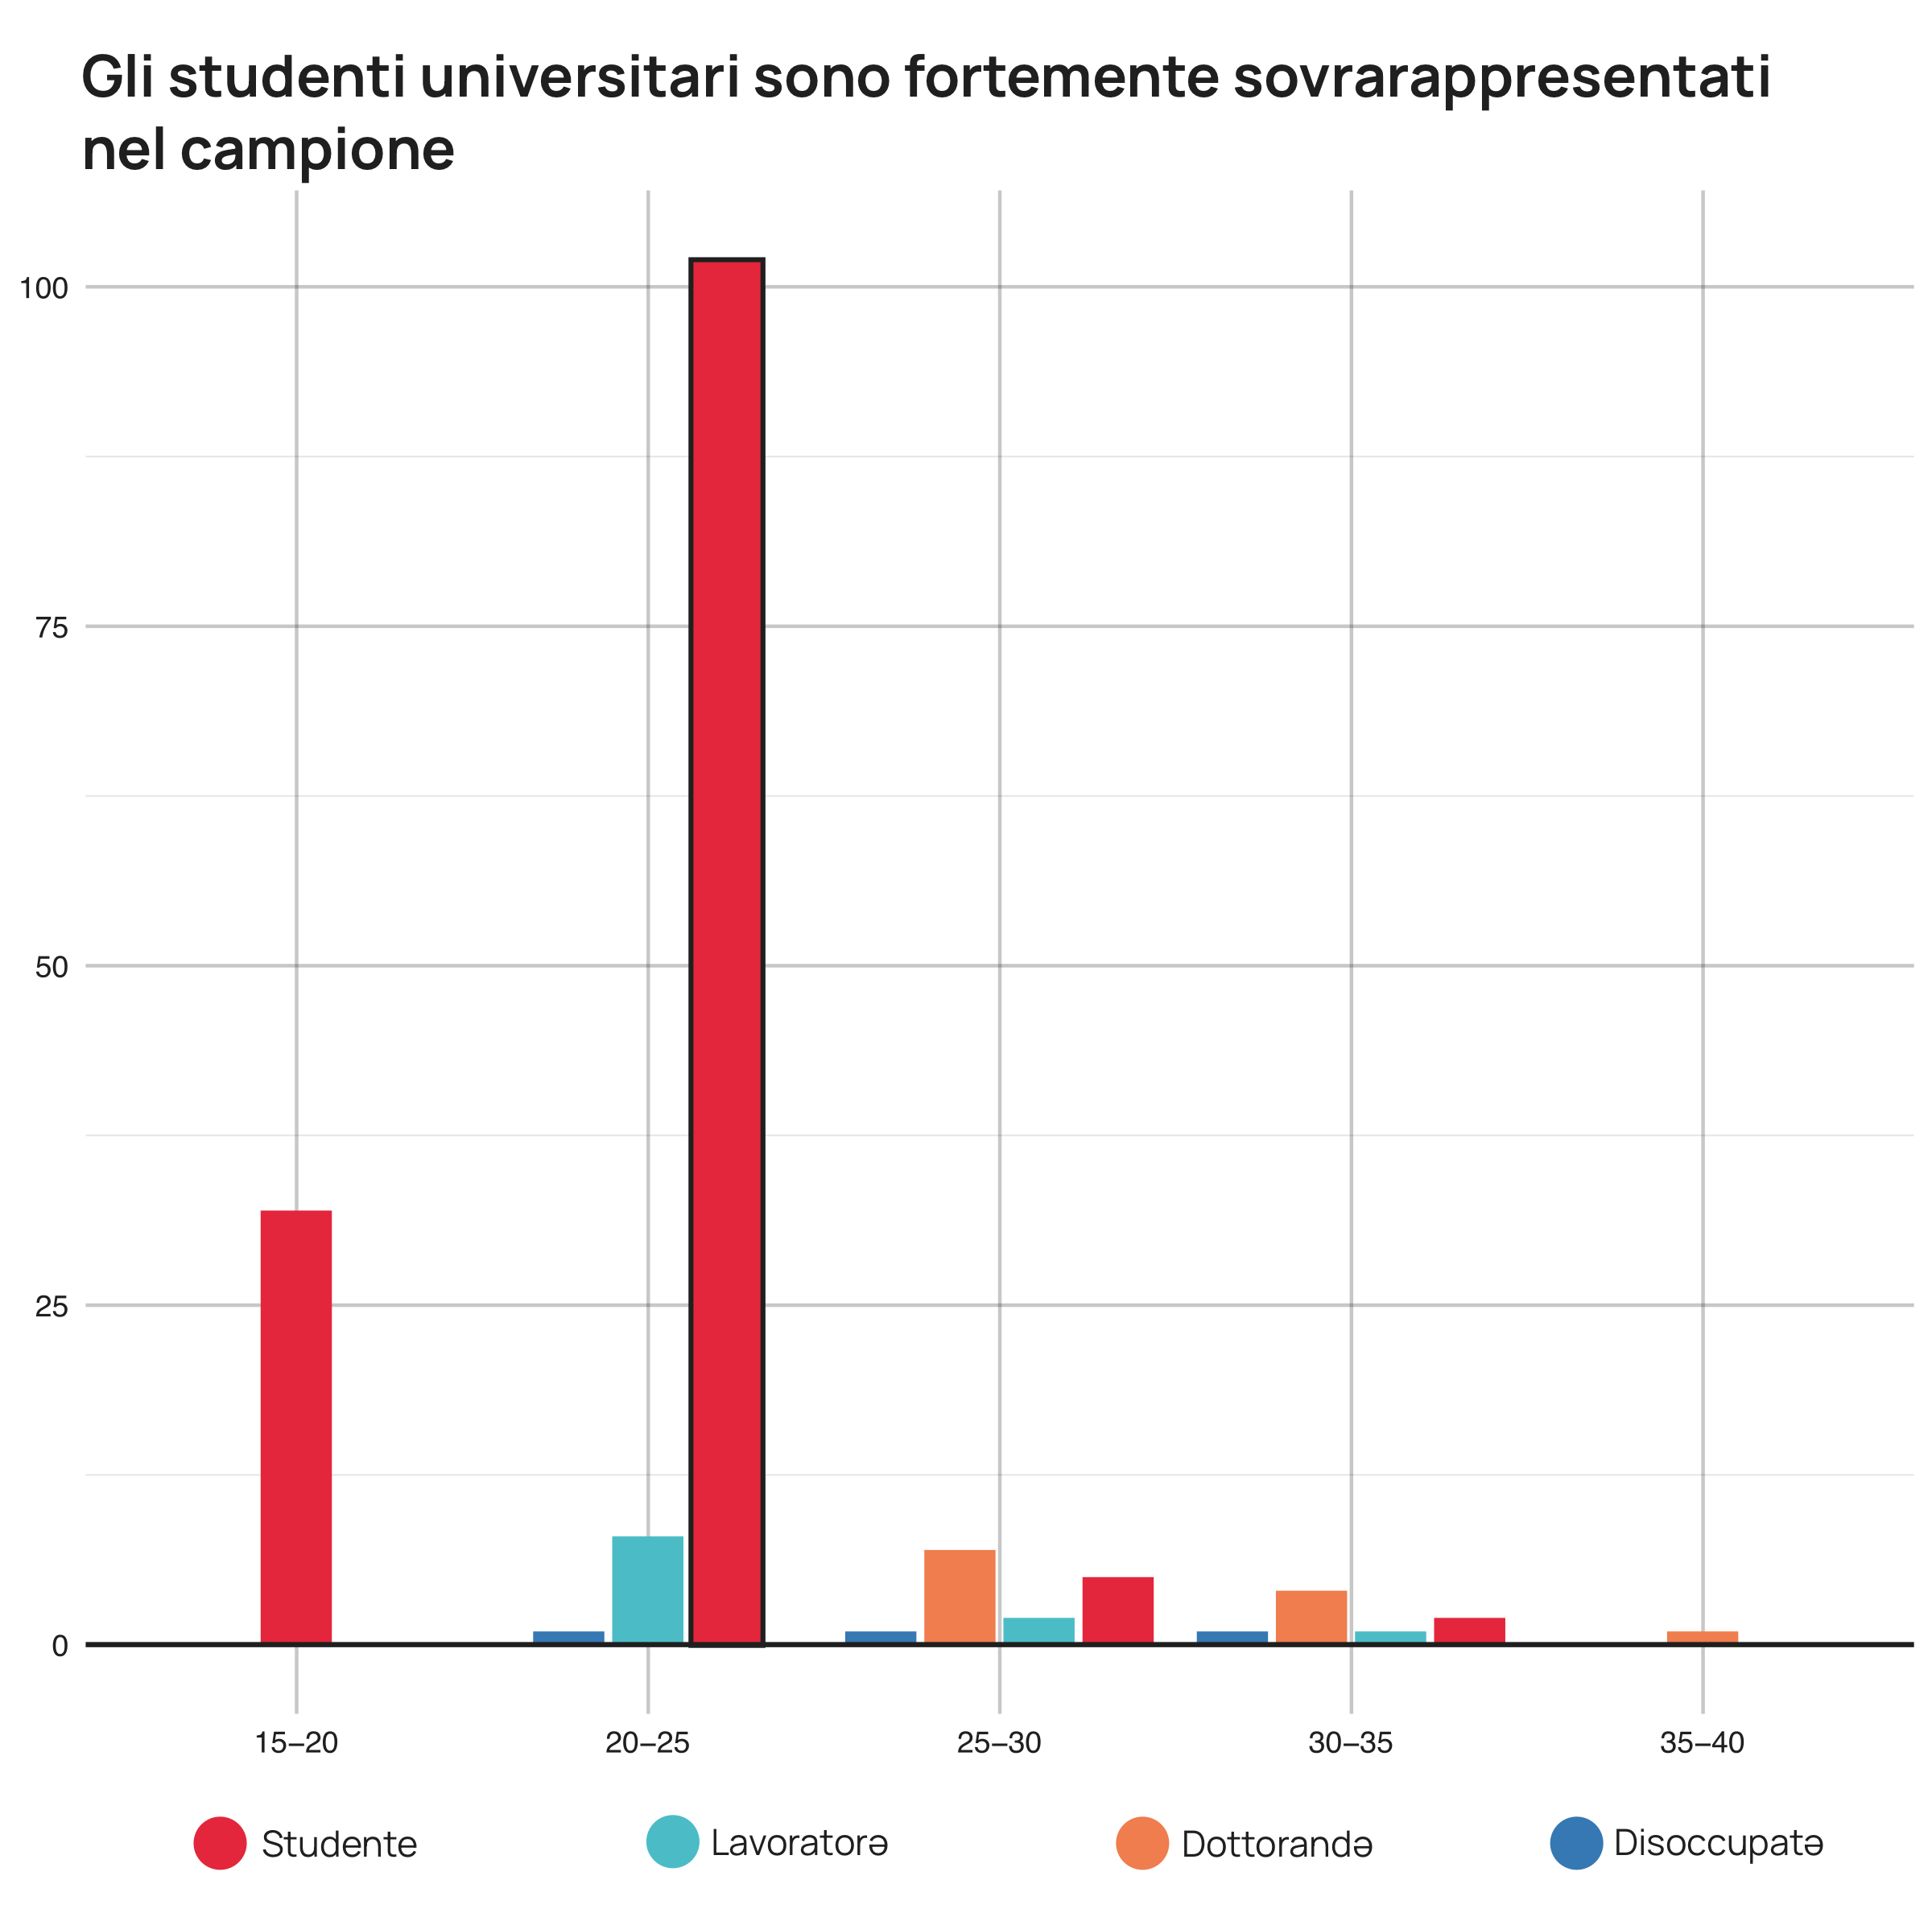 Gli studenti universitari sono fortemente sovrarappresentati
nel campione
100
75
50
25
0
15–20 20–25 25–30 30–35 35–40
Studente Lavoratorə Dottorandə Disoccupatə